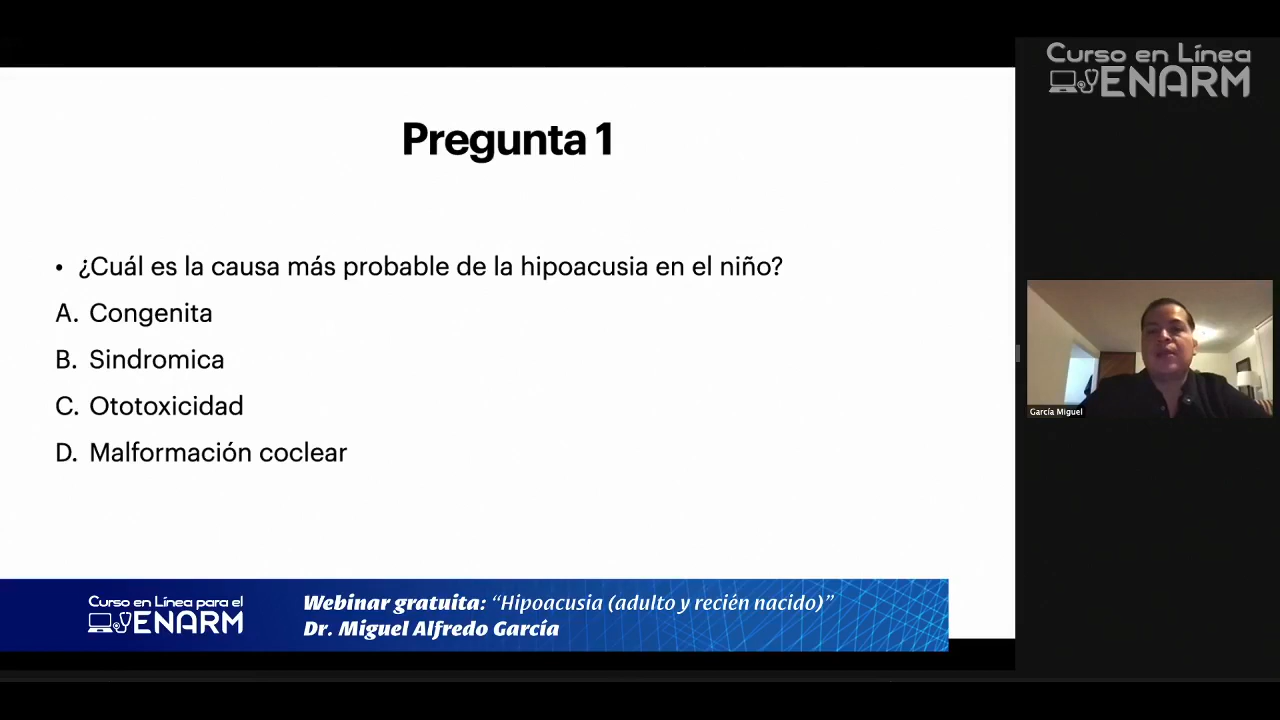 Curso en Línea
ENARM
Pregunta 1
• ¿Cuál es la causa más probable de la hipoacusia en el niño?
A. Congenita
B. Sindromica
C. Ototoxicidad
D. Malformación coclear
García Miguel
Curso en Línea para el
ENARM
Webinar gratuita: “Hipoacusia (adulto y recién nacido)”
Dr. Miguel Alfredo García